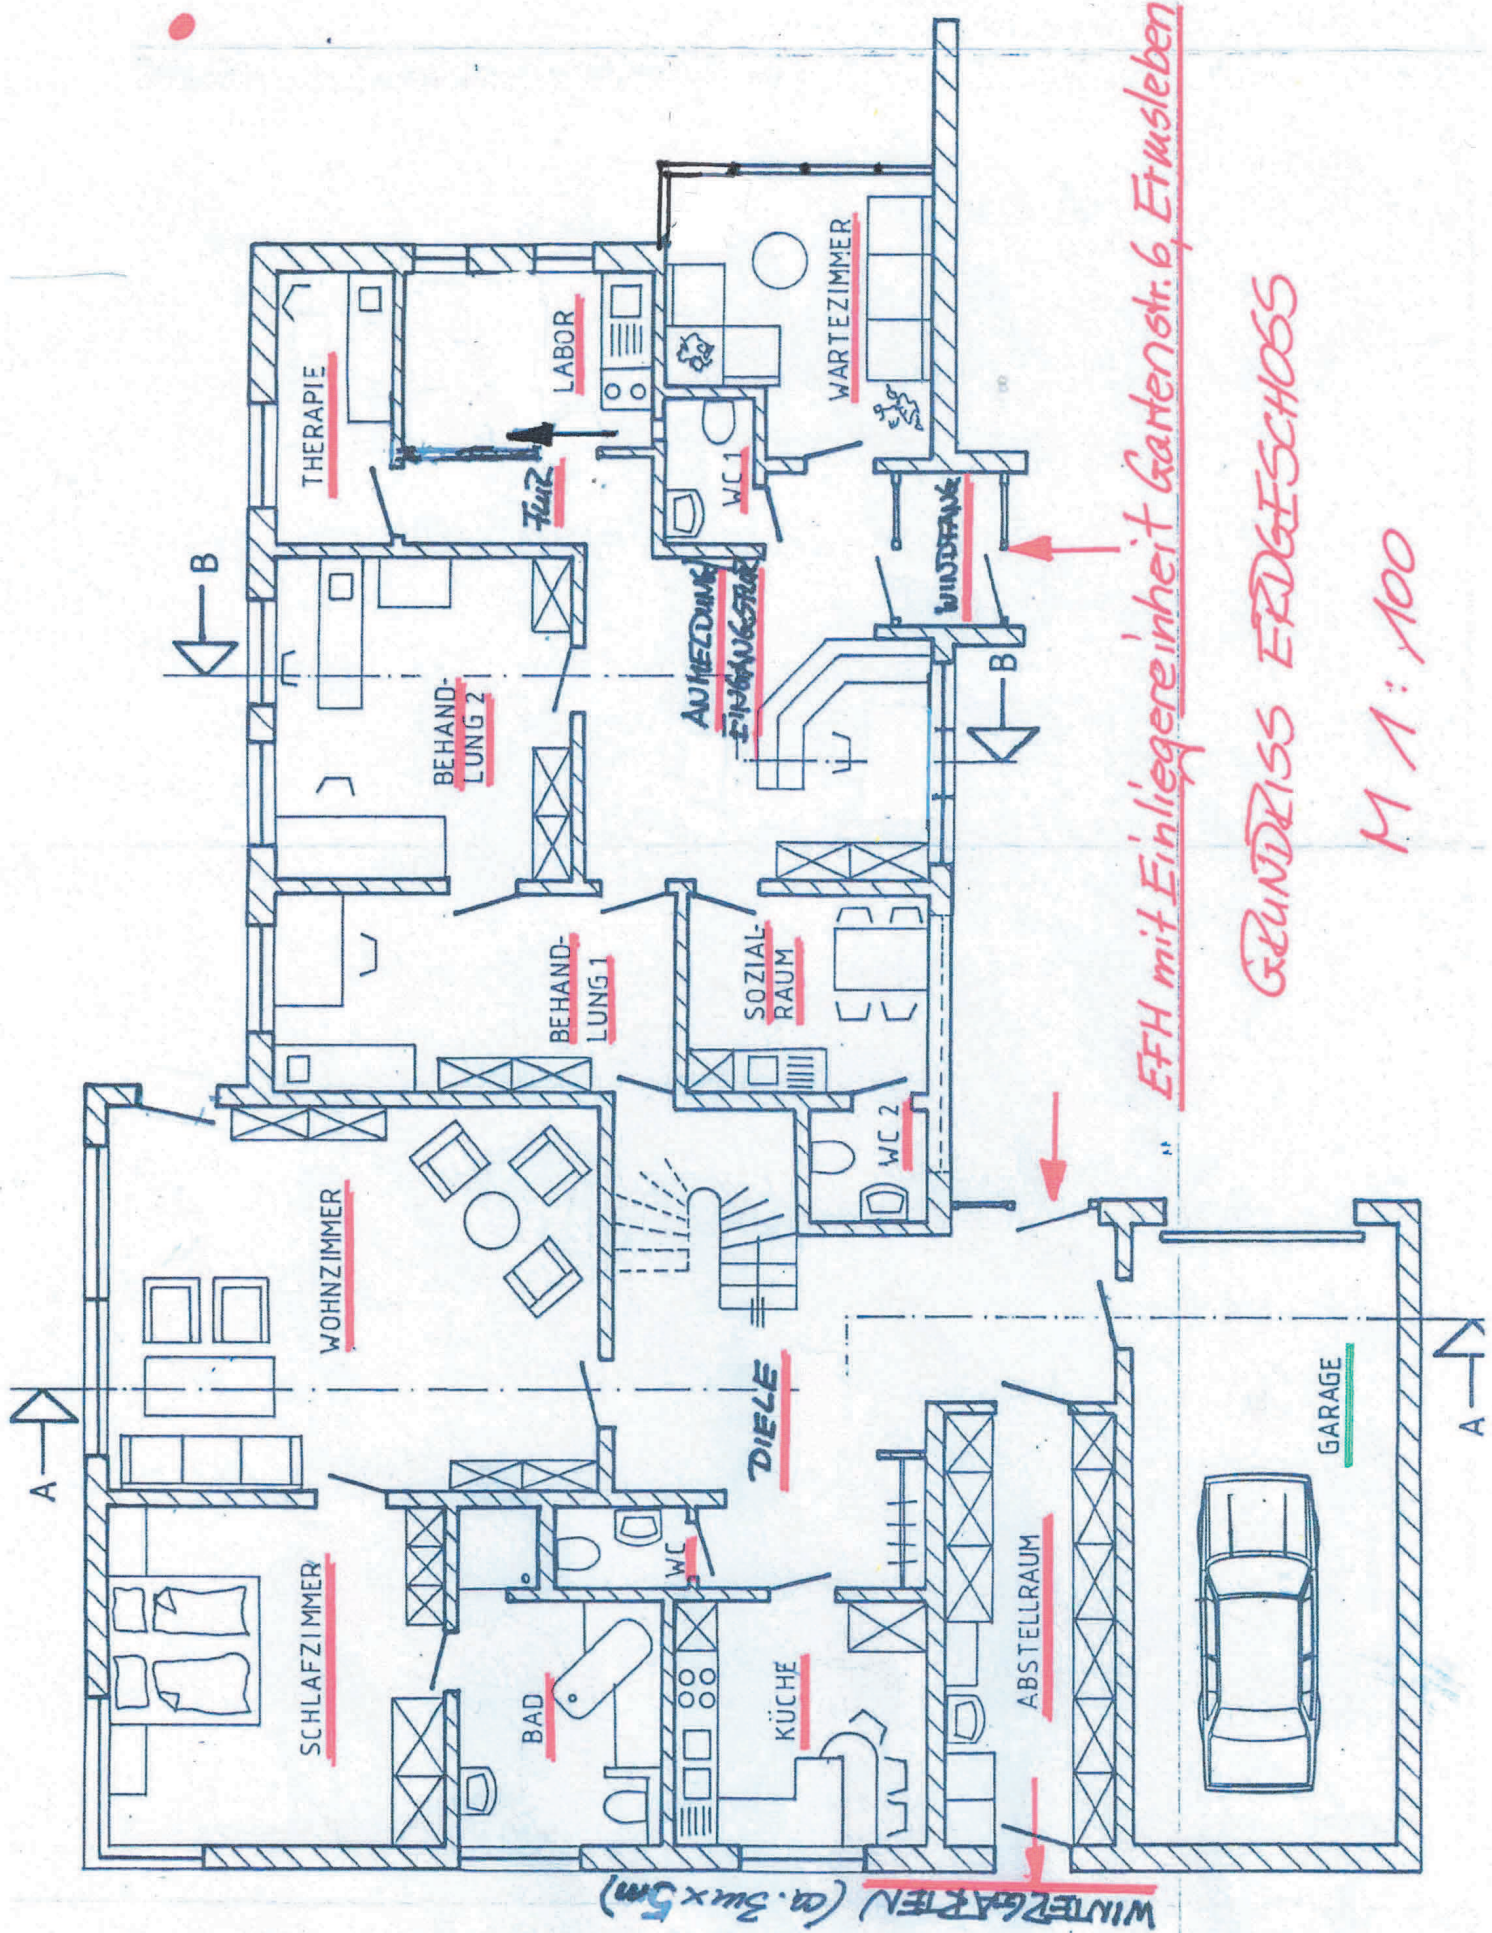 THERAPIE
LABOR
FLUR
WARTEZIMMER
WC 1
WINDFANG
ANMELDUNG/
EINGANGSFLUR
BEHAND-
LUNG 2
B
B
BEHAND-
LUNG 1
SOZIAL-
RAUM
WC 2
WOHNZIMMER
DIELE
A
A
SCHLAFZIMMER
BAD
WC
KÜCHE
ABSTELLRAUM
GARAGE
WINTERGARTEN (ca. 3m x 5m)
EFH mit Einliegereinheit Gartenstr. 6, Ermsleben
GRUNDRISS ERDGESCHOSS
M 1 : 100